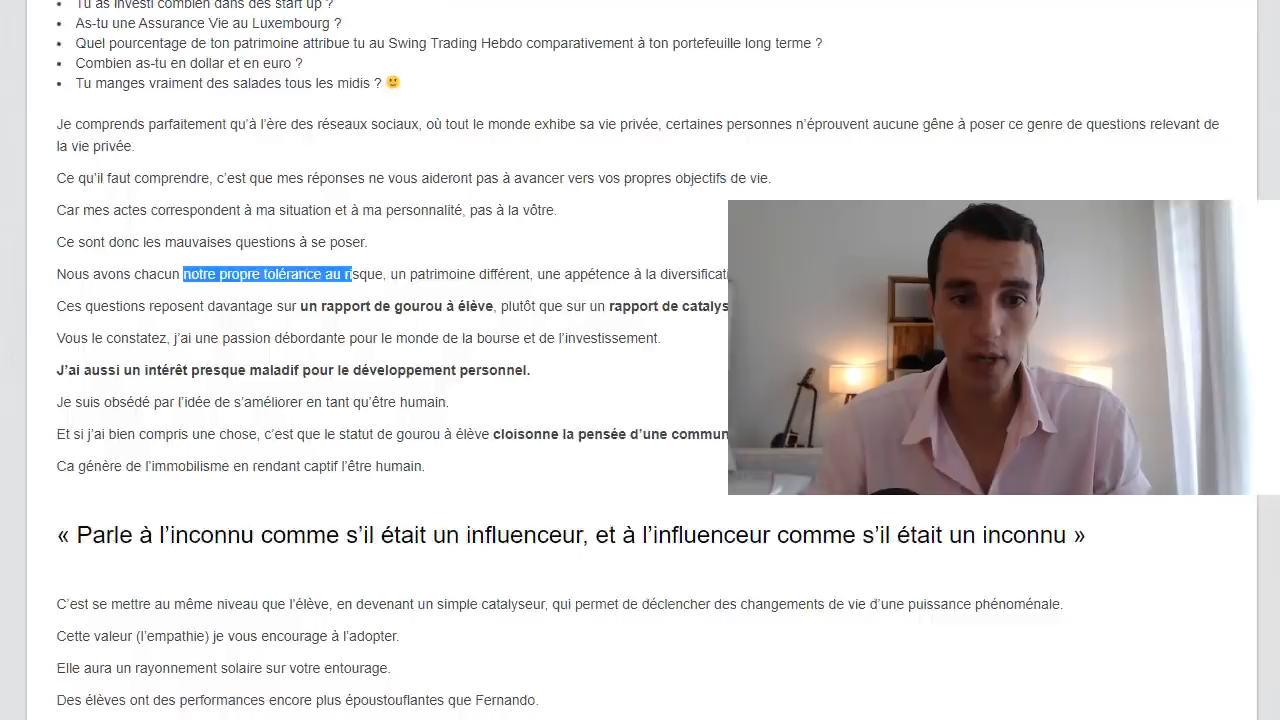 Tu as investi combien dans des start up ?
As-tu une Assurance Vie au Luxembourg ?
Quel pourcentage de ton patrimoine attribue tu au Swing Trading Hebdo comparativement à ton portefeuille long terme ?
Combien as-tu en dollar et en euro ?
Tu manges vraiment des salades tous les midis ? 🙂
Je comprends parfaitement qu’à l’ère des réseaux sociaux, où tout le monde exhibe sa vie privée, certaines personnes n’éprouvent aucune gêne à poser ce genre de questions relevant de
la vie privée.
Ce qu’il faut comprendre, c’est que mes réponses ne vous aideront pas à avancer vers vos propres objectifs de vie.
Car mes actes correspondent à ma situation et à ma personnalité, pas à la vôtre.
Ce sont donc les mauvaises questions à se poser.
Nous avons chacun notre propre tolérance au risque, un patrimoine différent, une appétence à la
Ces questions reposent davantage sur un rapport de gourou à élève, plutôt que sur un rapport de
Vous le constatez, j’ai une passion débordante pour le monde de la bourse et de l’investissement.
J’ai aussi un intérêt presque maladif pour le développement personnel.
Je suis obsédé par l’idée de s’améliorer en tant qu’être humain.
Et si j’ai bien compris une chose, c’est que le statut de gourou à élève cloisonne la pensée d’une
Ca génère de l’immobilisme en rendant captif l’être humain.
« Parle à l’inconnu comme s’il était un influenceur, et à l’influenceur comme s’il était un inconnu »
C’est se mettre au même niveau que l’élève, en devenant un simple catalyseur, qui permet de déclencher des changements de vie d’une puissance phénoménale.
Cette valeur (l’empathie) je vous encourage à l’adopter.
Elle aura un rayonnement solaire sur votre entourage.
Des élèves ont des performances encore plus époustouflantes que Fernando.